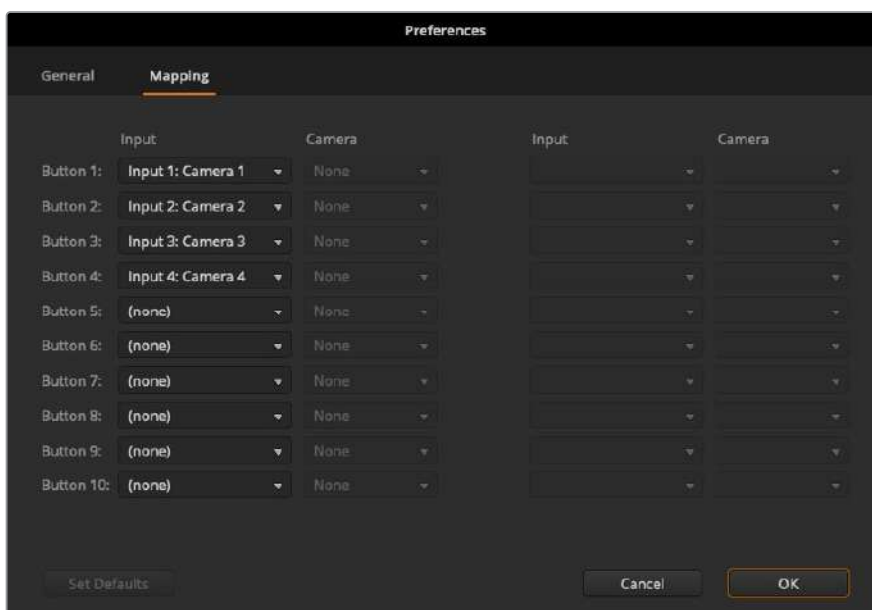 Preferences
General Mapping
Input Camera Input Camera
Button 1: Input 1: Camera 1 None
Button 2: Input 2: Camera 2 None
Button 3: Input 3: Camera 3 None
Button 4: Input 4: Camera 4 None
Button 5: (none) None
Button 6: (none) None
Button 7: (none) None
Button 8: (none) None
Button 9: (none) None
Button 10: (none) None
Set Defaults Cancel OK